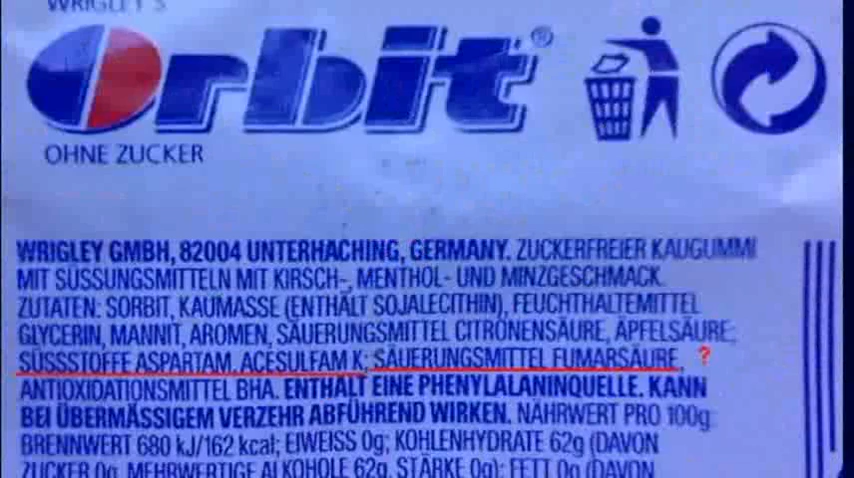 WRIGLEY'S
Orbit®
OHNE ZUCKER
WRIGLEY GMBH, 82004 UNTERHACHING, GERMANY. ZUCKERFREIER KAUGUMMI
MIT SÜSSUNGSMITTELN MIT KIRSCH-, MENTHOL- UND MINZGESCHMACK.
ZUTATEN: SORBIT, KAUMASSE (ENTHÄLT SOJALECITHIN), FEUCHTHALTEMITTEL
GLYCERIN, MANNIT, AROMEN, SÄUERUNGSMITTEL CITRONENSÄURE, ÄPFELSÄURE;
SÜSSSTOFFE ASPARTAM, ACESULFAM K; SÄUERUNGSMITTEL FUMARSÄURE, ?
ANTIOXIDATIONSMITTEL BHA. ENTHÄLT EINE PHENYLALANINQUELLE. KANN
BEI ÜBERMÄSSIGEM VERZEHR ABFÜHREND WIRKEN. NÄHRWERT PRO 100g:
BRENNWERT 680 kJ/162 kcal; EIWEISS 0g; KOHLENHYDRATE 62g (DAVON
ZUCKER 0g, MEHRWERTIGE ALKOHOLE 62g, STÄRKE 0g); FETT 0g (DAVON